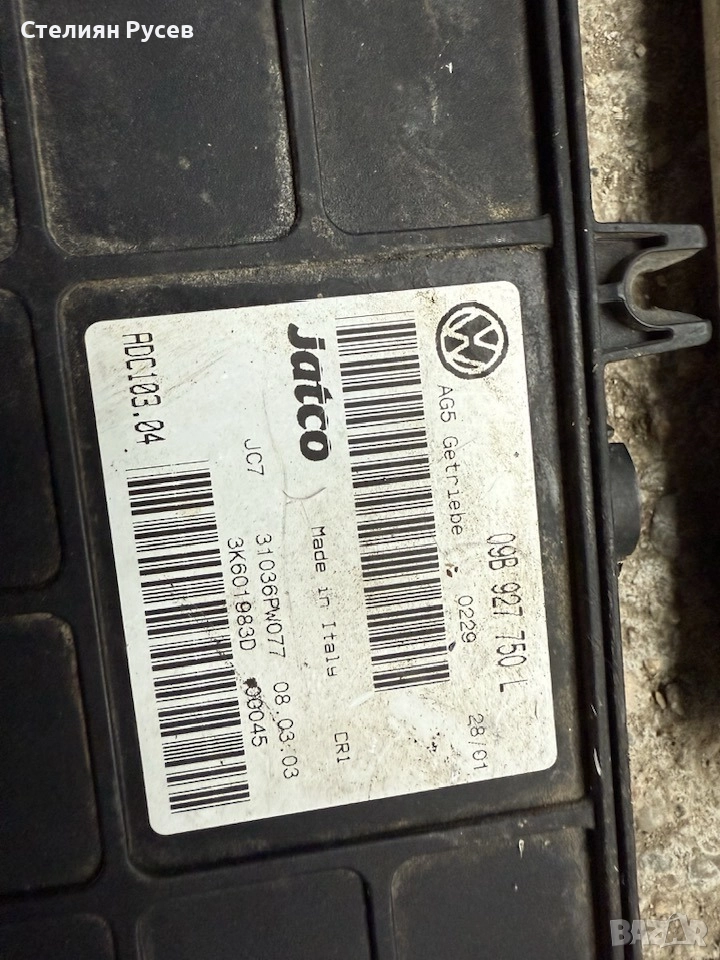 Стелиян Русев
09B 927 750 L
AG5 Getriebe 0229 28/01
jatco
Made in Italy CR1
JC7 31036PW077 08.03.03
3K601983D 00045
ADC103.04
BAZAR